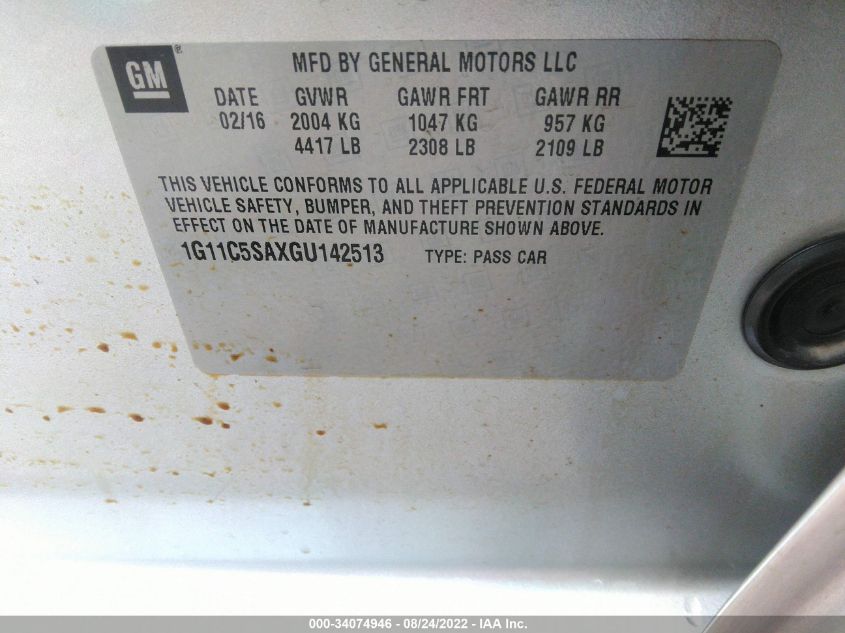 GM
MFD BY GENERAL MOTORS LLC
DATE GVWR GAWR FRT GAWR RR
02/16 2004 KG 1047 KG 957 KG
4417 LB 2308 LB 2109 LB
THIS VEHICLE CONFORMS TO ALL APPLICABLE U.S. FEDERAL MOTOR
VEHICLE SAFETY, BUMPER, AND THEFT PREVENTION STANDARDS IN
EFFECT ON THE DATE OF MANUFACTURE SHOWN ABOVE.
1G11C5SAXGU142513 TYPE: PASS CAR
000-34074946 - 08/24/2022 - IAA Inc.